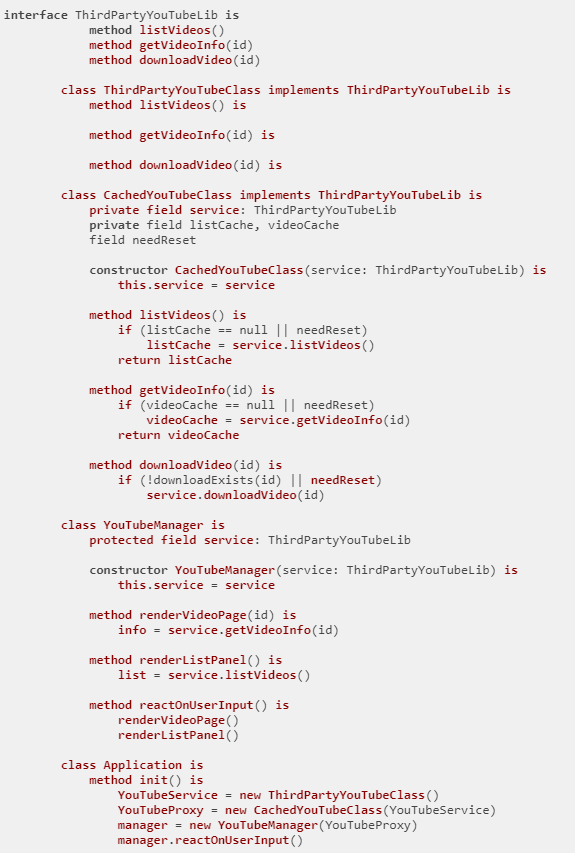 interface ThirdPartyYouTubeLib is
method listVideos()
method getVideoInfo(id)
method downloadVideo(id)
class ThirdPartyYouTubeClass implements ThirdPartyYouTubeLib is
method listVideos() is
method getVideoInfo(id) is
method downloadVideo(id) is
class CachedYouTubeClass implements ThirdPartyYouTubeLib is
private field service: ThirdPartyYouTubeLib
private field listCache, videoCache
field needReset
constructor CachedYouTubeClass(service: ThirdPartyYouTubeLib) is
this.service = service
method listVideos() is
if (listCache == null || needReset)
listCache = service.listVideos()
return listCache
method getVideoInfo(id) is
if (videoCache == null || needReset)
videoCache = service.getVideoInfo(id)
return videoCache
method downloadVideo(id) is
if (!downloadExists(id) || needReset)
service.downloadVideo(id)
class YouTubeManager is
protected field service: ThirdPartyYouTubeLib
constructor YouTubeManager(service: ThirdPartyYouTubeLib) is
this.service = service
method renderVideoPage(id) is
info = service.getVideoInfo(id)
method renderListPanel() is
list = service.listVideos()
method reactOnUserInput() is
renderVideoPage()
renderListPanel()
class Application is
method init() is
YouTubeService = new ThirdPartyYouTubeClass()
YouTubeProxy = new CachedYouTubeClass(YouTubeService)
manager = new YouTubeManager(YouTubeProxy)
manager.reactOnUserInput()